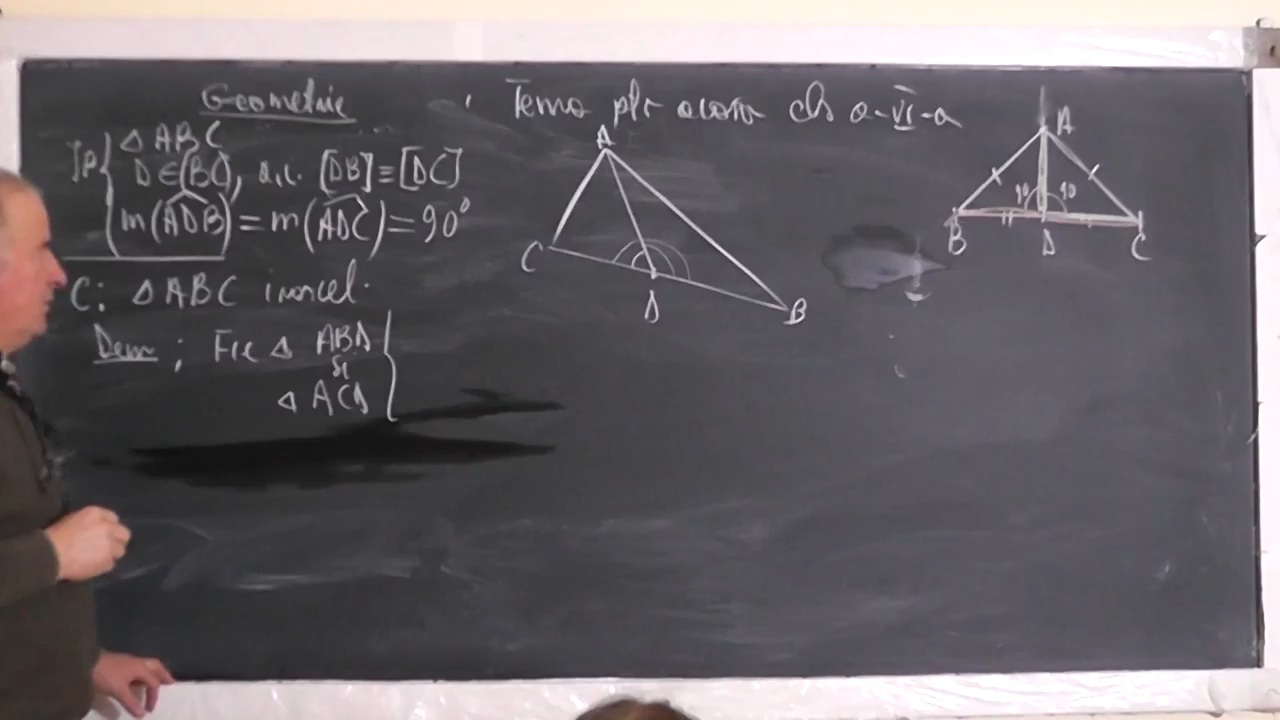 Geometrie
Tema ptr acasa cls a-VI-a
Ip { △ABC
D∈(BC), a.î. [DB]≡[DC]
m(ADB)=m(ADC)=90°
C: △ABC isoscel.
Dem; Fie △ ABD
și
△ ACD
A
C
D
B
A
90 90
B D C